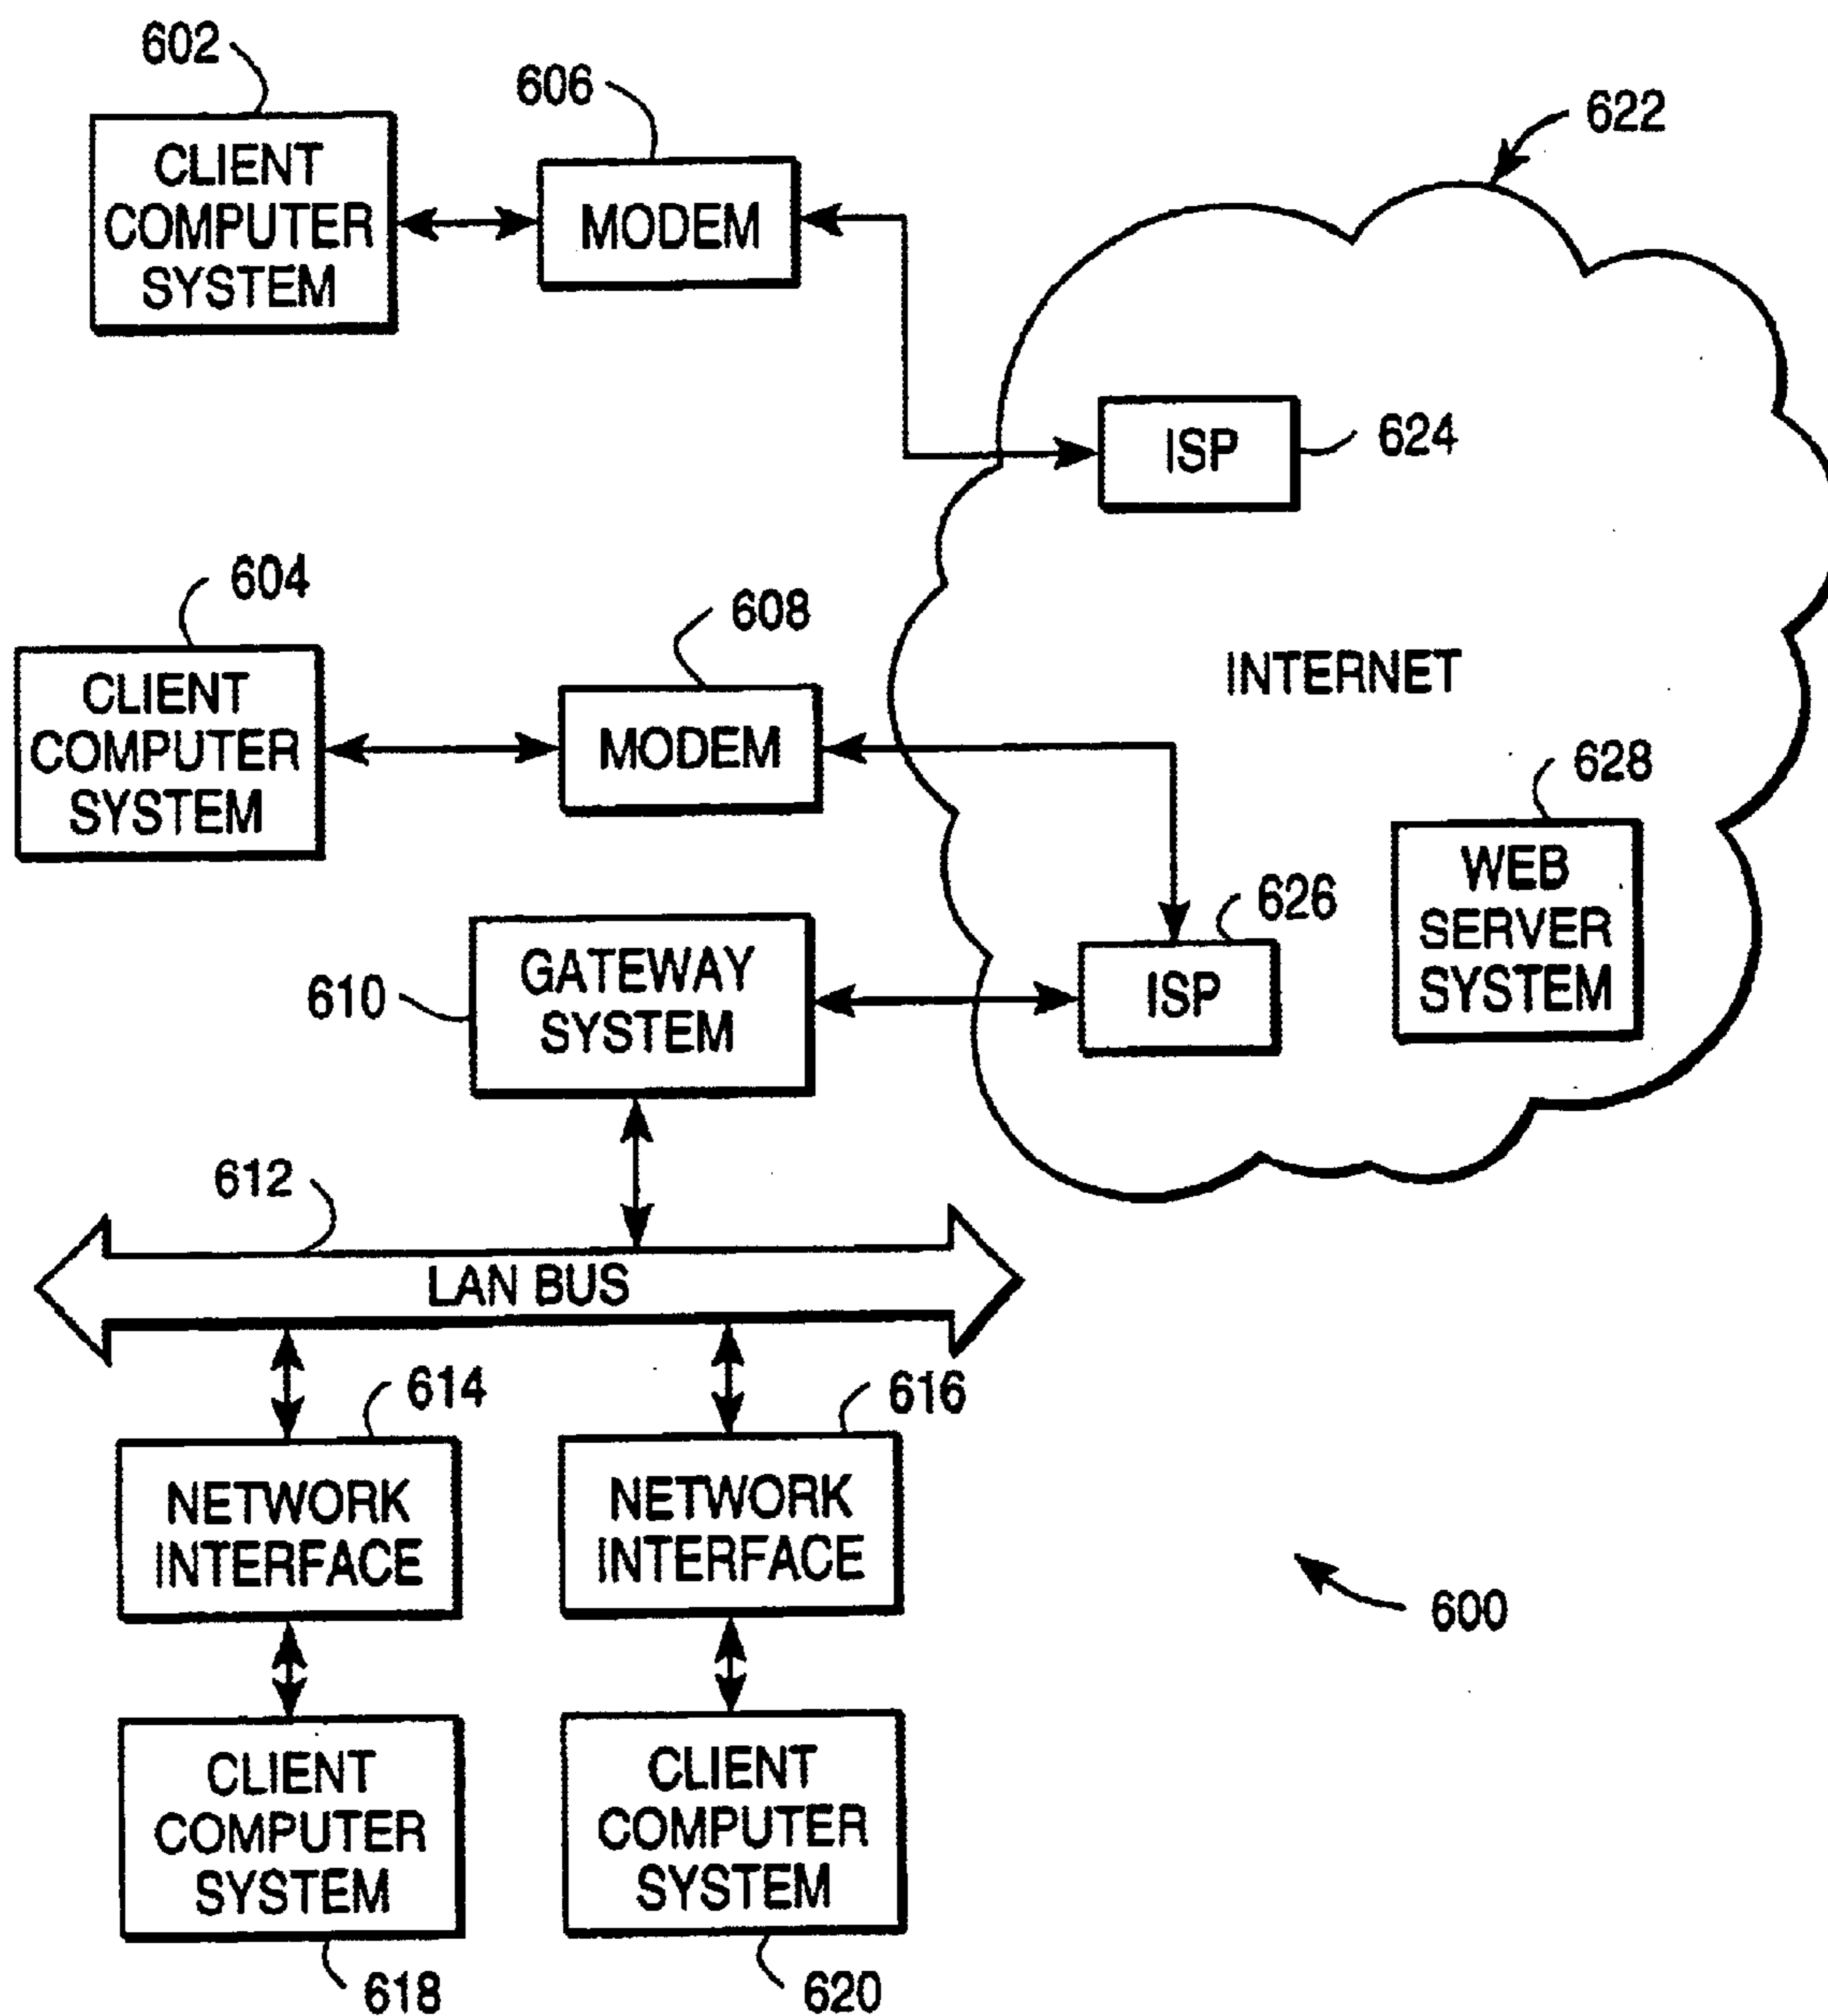 602
606
622
CLIENT
COMPUTER
SYSTEM
MODEM
ISP
624
604
608
CLIENT
COMPUTER
SYSTEM
MODEM
INTERNET
628
WEB
SERVER
SYSTEM
626
ISP
610
GATEWAY
SYSTEM
612
LAN BUS
614
616
NETWORK
INTERFACE
NETWORK
INTERFACE
600
CLIENT
COMPUTER
SYSTEM
CLIENT
COMPUTER
SYSTEM
618
620